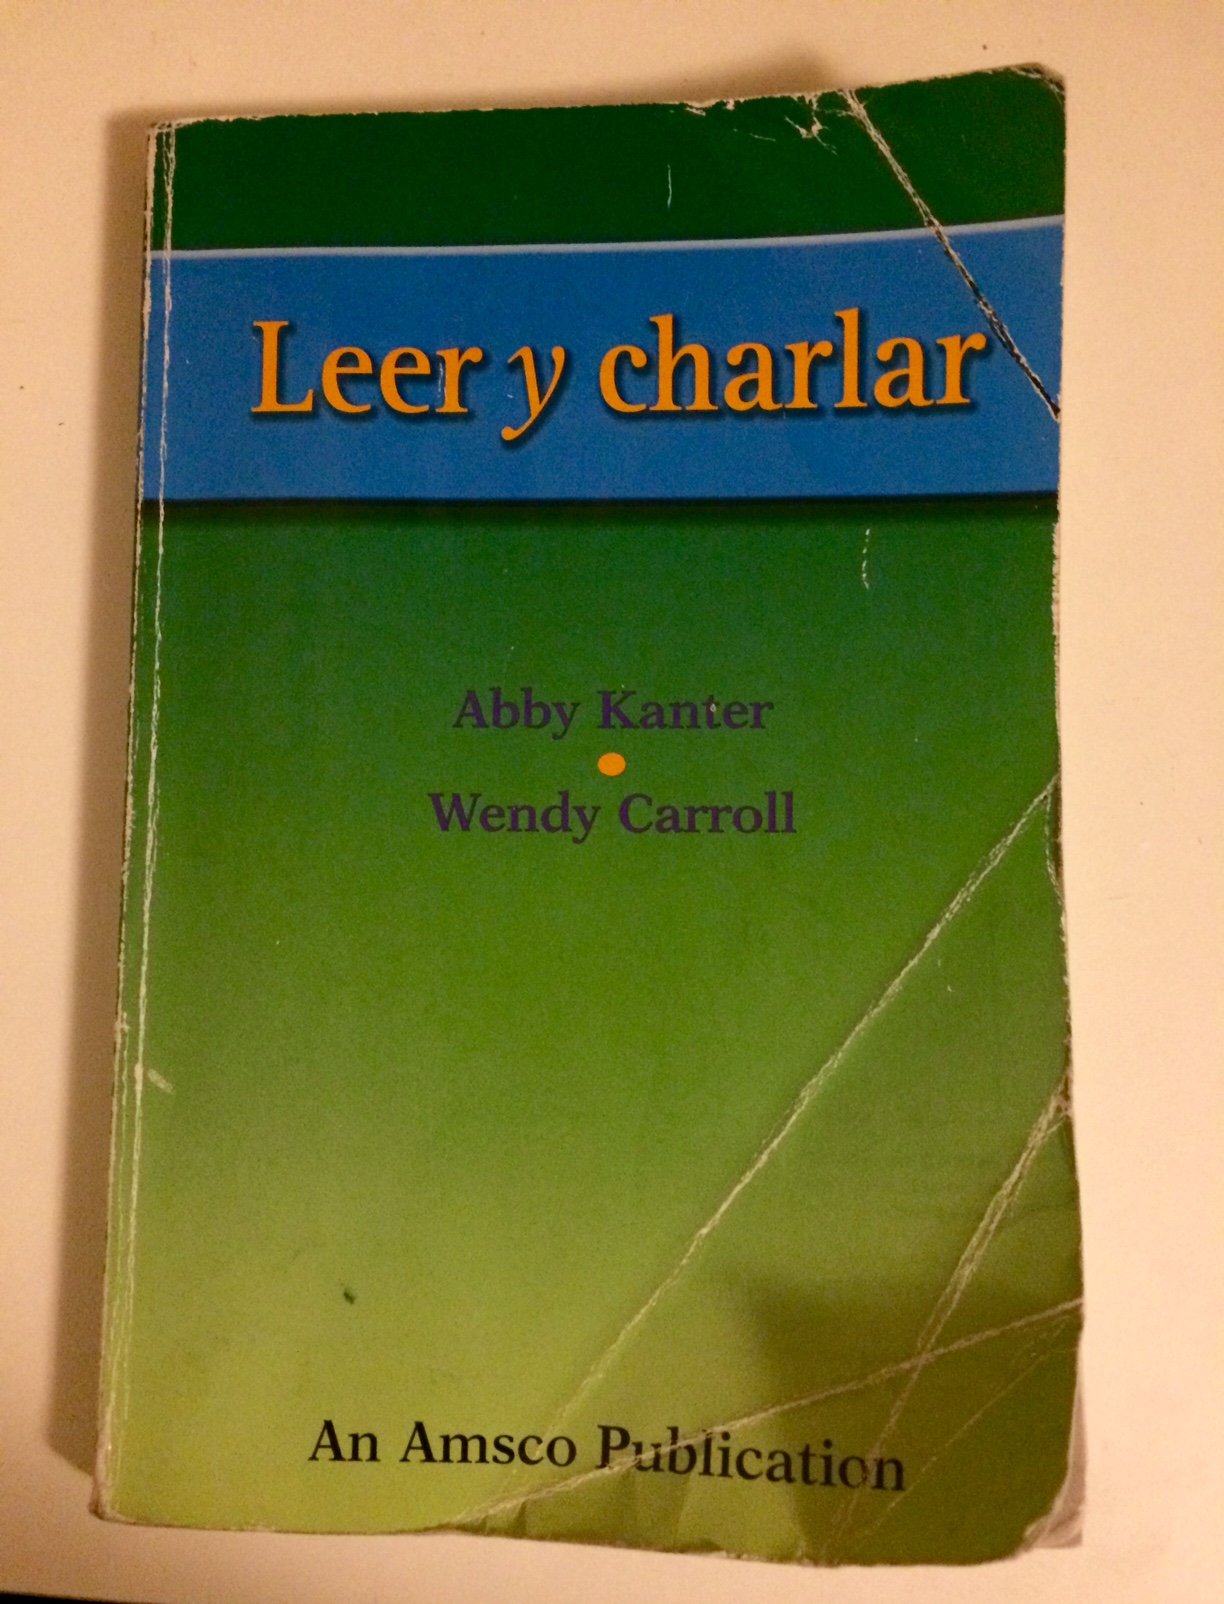 Leer y charlar
Abby Kanter
Wendy Carroll
An Amsco Publication